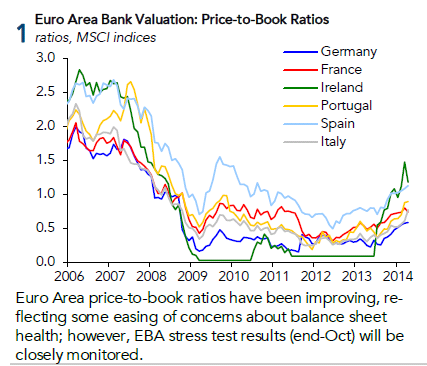 1
Euro Area Bank Valuation: Price-to-Book Ratios
ratios, MSCI indices
3.0
2.5
2.0
1.5
1.0
0.5
0.0
Germany
France
Ireland
Portugal
Spain
Italy
2006 2007 2008 2009 2010 2011 2012 2013 2014
Euro Area price-to-book ratios have been improving, re-
flecting some easing of concerns about balance sheet
health; however, EBA stress test results (end-Oct) will be
closely monitored.